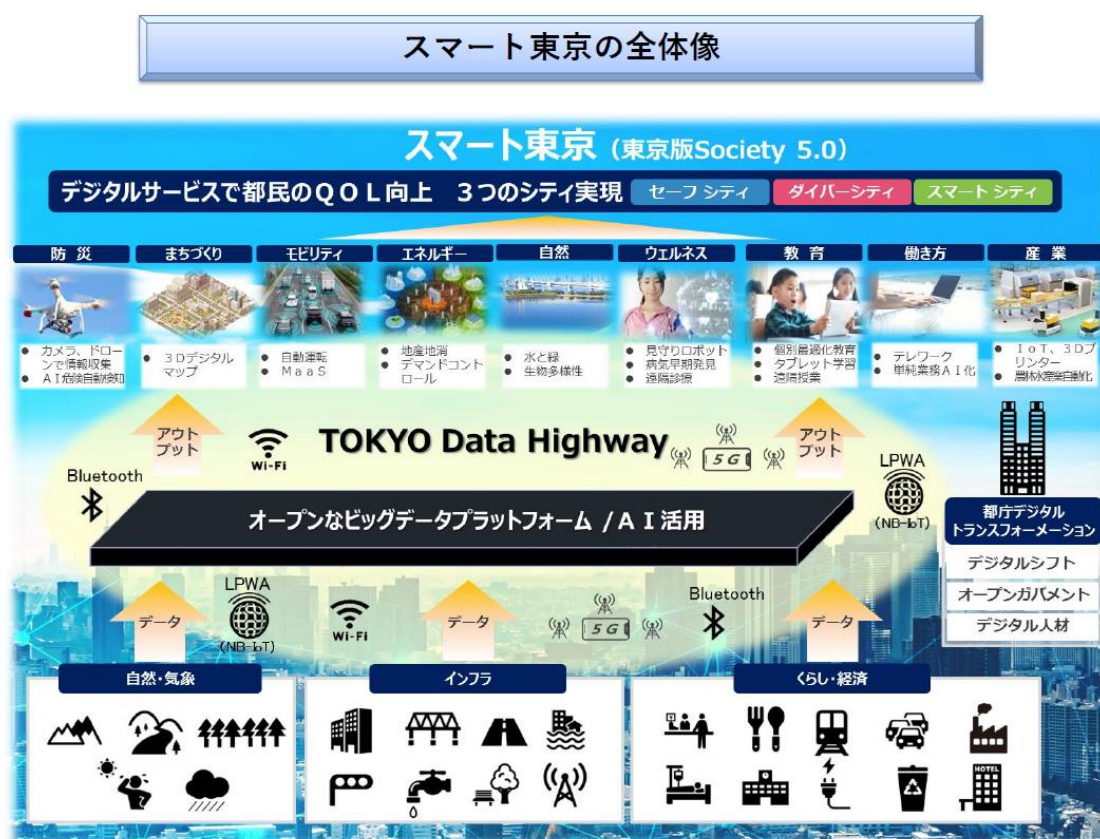 スマート東京の全体像
スマート東京（東京版Society 5.0）
デジタルサービスで都民のＱＯＬ向上　３つのシティ実現
セーフ シティ
ダイバーシティ
スマート シティ
防 災
まちづくり
モビリティ
エネルギー
自然
ウェルネス
教 育
働き方
産 業
● カメラ、ドローンで情報収集
● ＡＩ危険自動検知
● ３Ｄデジタルマップ
● 自動運転
● ＭａａＳ
● 地産地消
● デマンドコントロール
● 水と緑
● 生物多様性
● 見守りロボット
● 病気早期発見
● 遠隔診療
● 個別最適化教育
● タブレット学習
● 遠隔授業
● テレワーク
● 単純業務ＡＩ化
● ＩｏＴ、３Ｄプリンター
● 農林水産業自動化
アウト
プット
Wi-Fi
TOKYO Data Highway
5G
アウト
プット
Bluetooth
LPWA
(NB-IoT)
オープンなビッグデータプラットフォーム /ＡＩ活用
都庁デジタル
トランスフォーメーション
デジタルシフト
オープンガバメント
デジタル人材
データ
LPWA
(NB-IoT)
Wi-Fi
データ
5G
Bluetooth
データ
自然・気象
インフラ
くらし・経済
HOTEL